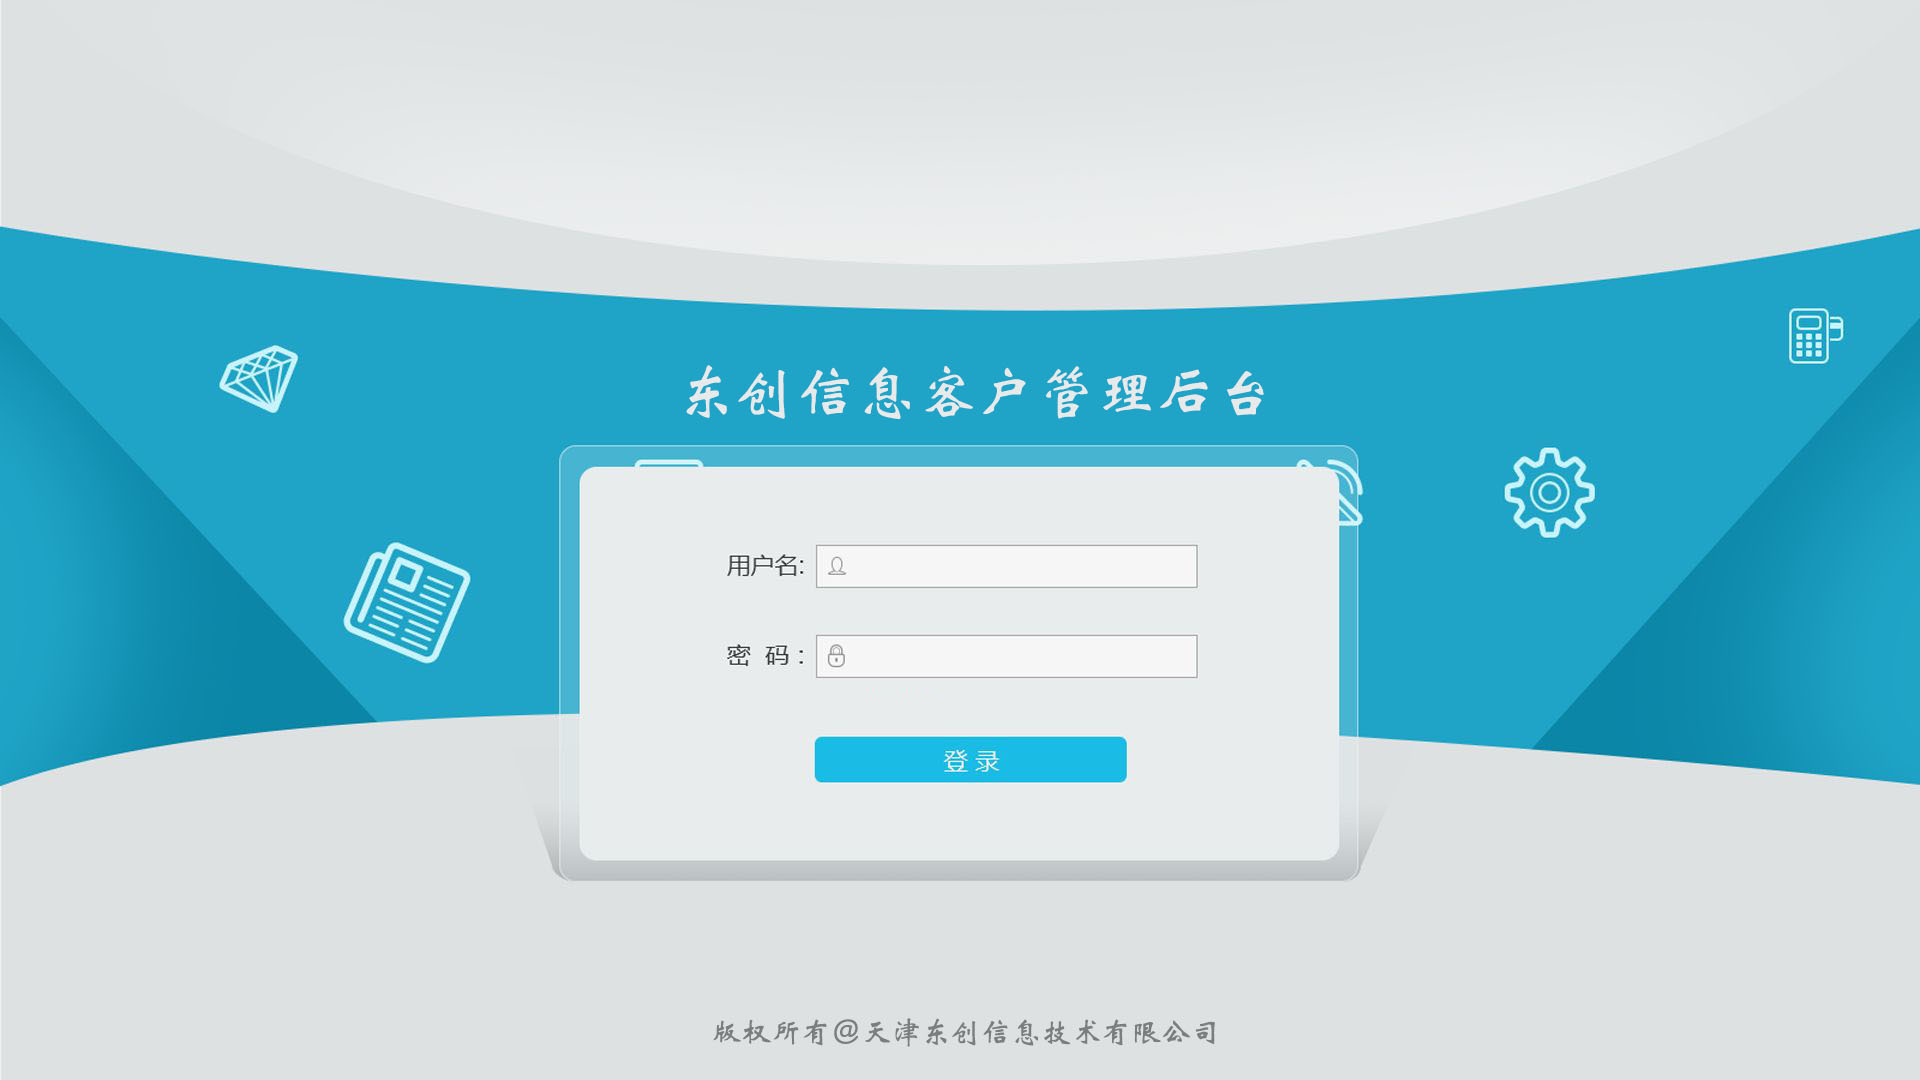 东创信息客户管理后台
用户名:
密 码:
登 录
版权所有@天津东创信息技术有限公司